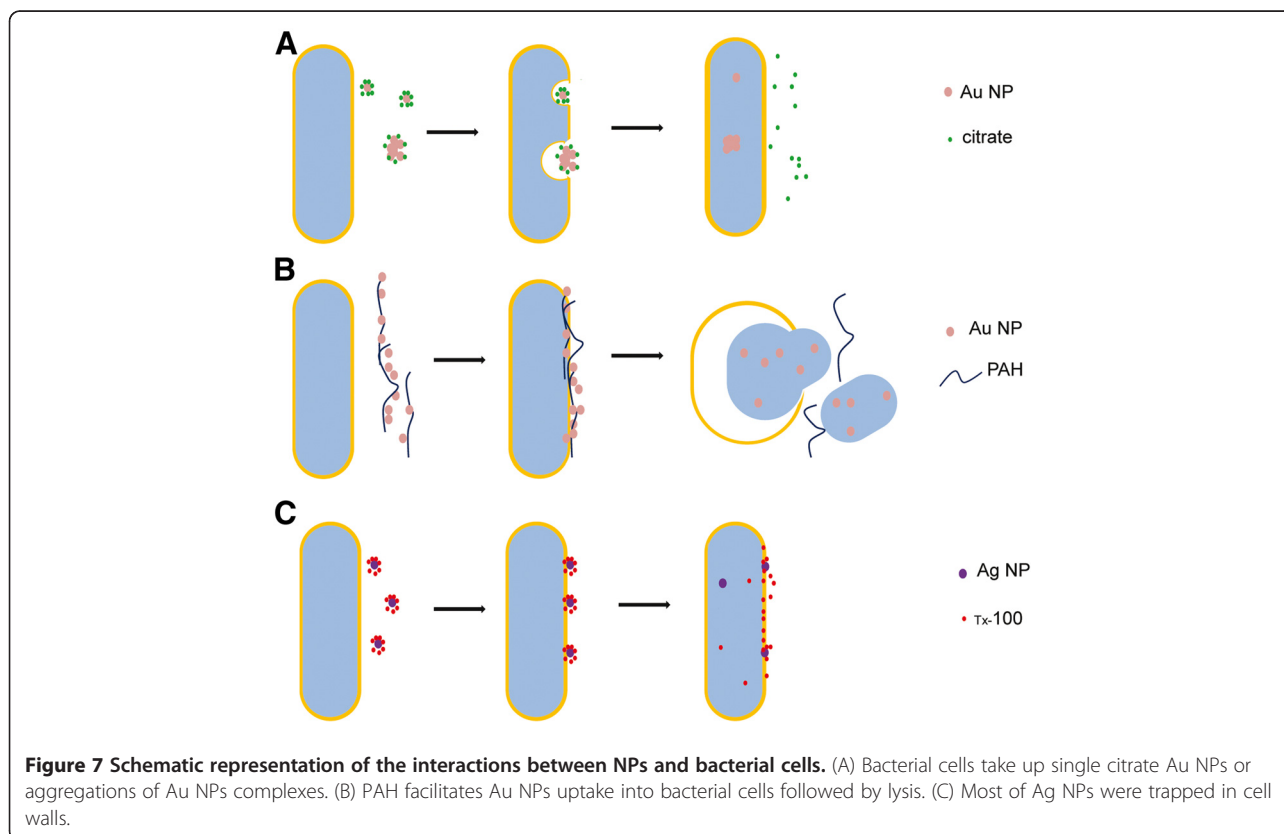 A
Au NP
citrate
B
Au NP
PAH
C
Ag NP
Tx-100
Figure 7 Schematic representation of the interactions between NPs and bacterial cells. (A) Bacterial cells take up single citrate Au NPs or
aggregations of Au NPs complexes. (B) PAH facilitates Au NPs uptake into bacterial cells followed by lysis. (C) Most of Ag NPs were trapped in cell
walls.